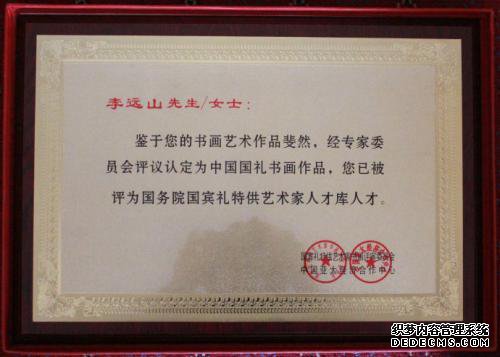 李远山先生/女士：
鉴于您的书画艺术作品斐然，经专家委
员会评议认定为中国国礼书画作品，您已被
评为国务院国宾礼特供艺术家人才库人才。
中国亚太经济合作中心
织梦内容管理系统
DEDECMS.COM